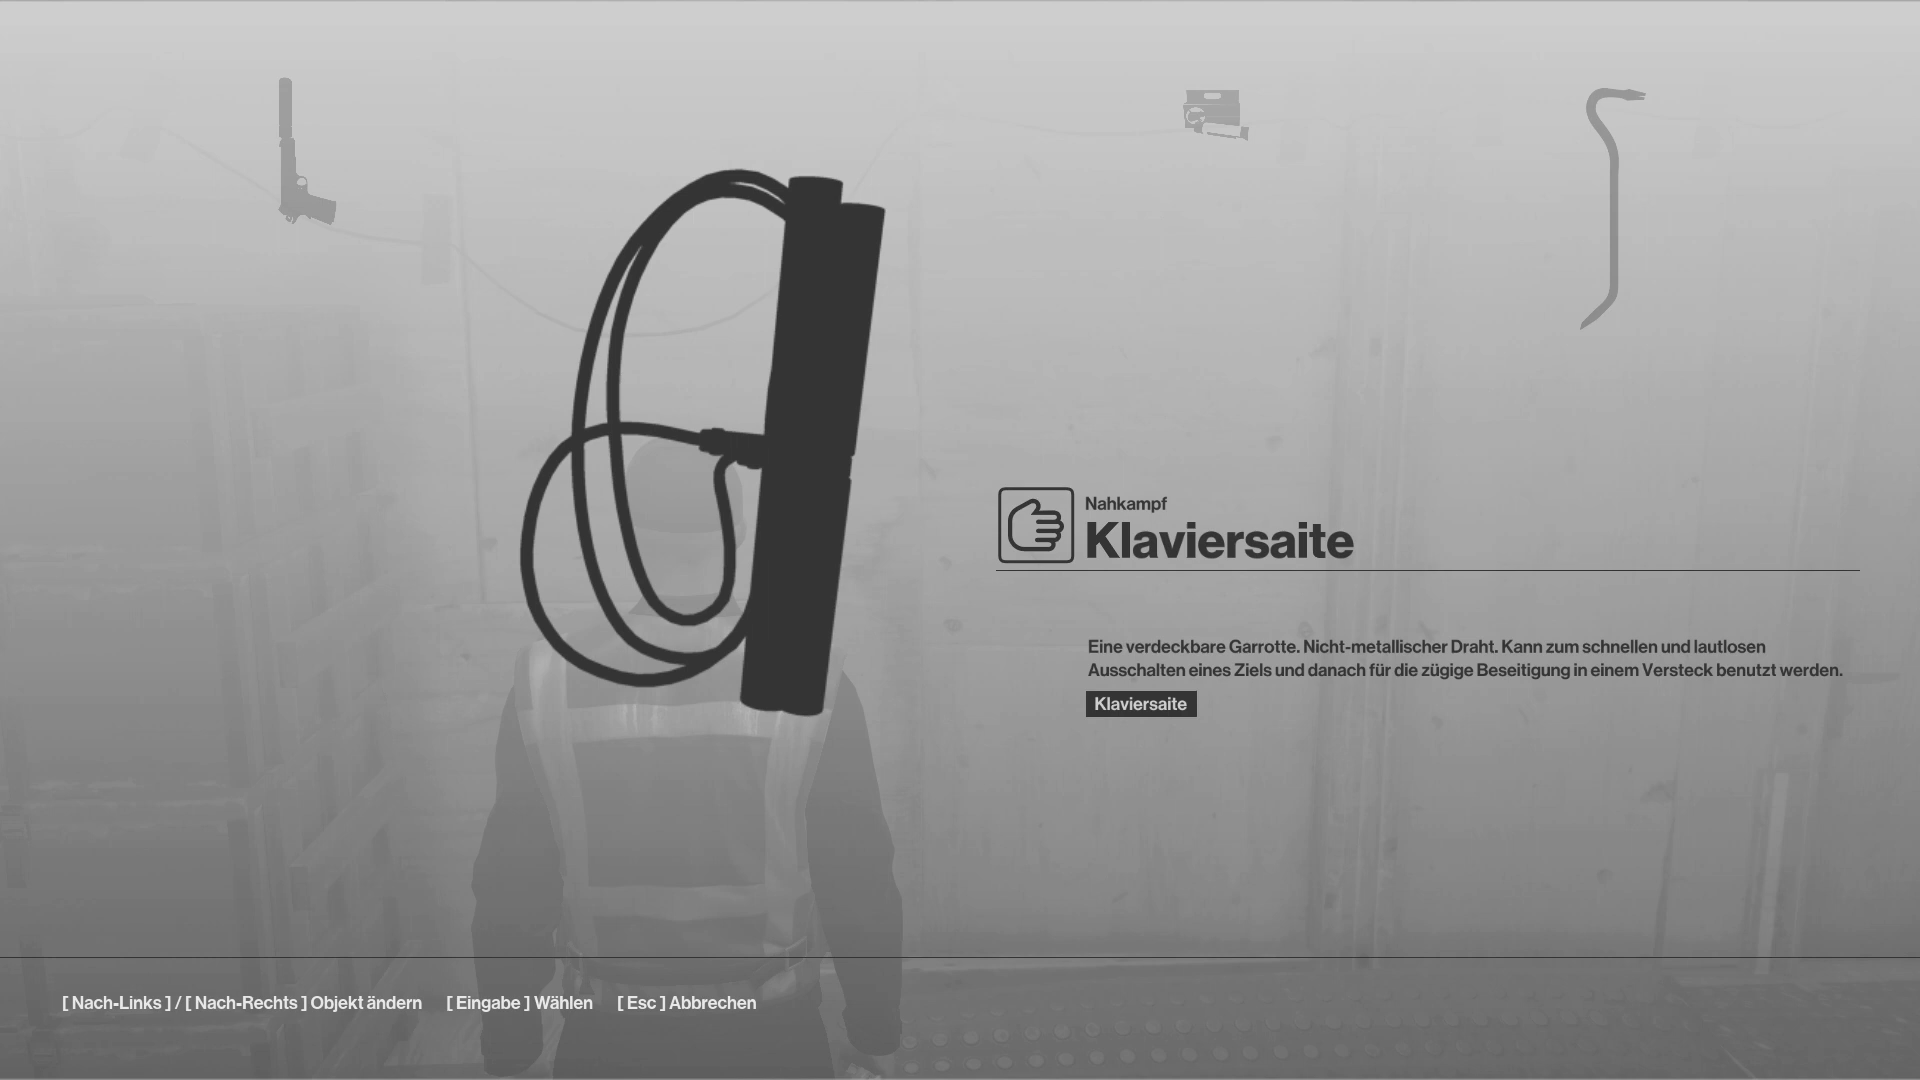 Nahkampf
Klaviersaite
Eine verdeckbare Garrotte. Nicht-metallischer Draht. Kann zum schnellen und lautlosen
Ausschalten eines Ziels und danach für die zügige Beseitigung in einem Versteck benutzt werden.
Klaviersaite
[ Nach-Links ] / [ Nach-Rechts ] Objekt ändern [ Eingabe ] Wählen [ Esc ] Abbrechen